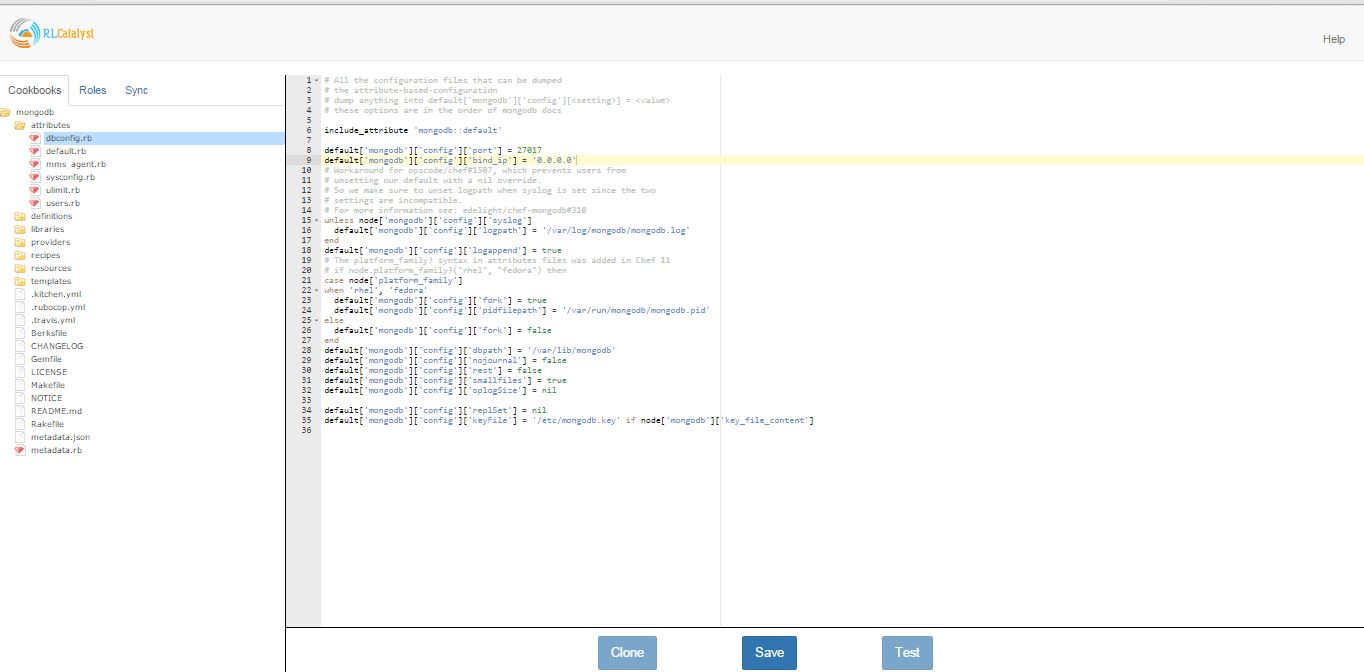 RLCatalyst
Help
Cookbooks Roles Sync
mongodb
attributes
dbconfig.rb
default.rb
mms_agent.rb
sysconfig.rb
ulimit.rb
users.rb
definitions
libraries
providers
recipes
resources
templates
.kitchen.yml
.rubocop.yml
.travis.yml
Berksfile
CHANGELOG
Gemfile
LICENSE
Makefile
NOTICE
README.md
Rakefile
metadata.json
metadata.rb
1 # All the configuration files that can be dumped
2 # the attribute-based-configuration
3 # dump anything into default['mongodb']['config'][<setting>] = <value>
4 # these options are in the order of mongodb docs
5
6 include_attribute 'mongodb::default'
7
8 default['mongodb']['config']['port'] = 27017
9 default['mongodb']['config']['bind_ip'] = '0.0.0.0'
10 # Workaround for opscode/chef#1507, which prevents users from
11 # unsetting our default with a nil override.
12 # So we make sure to unset logpath when syslog is set since the two
13 # settings are incompatible.
14 # For more information see: edelight/chef-mongodb#310
15 unless node['mongodb']['config']['syslog']
16 default['mongodb']['config']['logpath'] = '/var/log/mongodb/mongodb.log'
17 end
18 default['mongodb']['config']['logappend'] = true
19 # The platform_family? syntax in attributes files was added in Chef 11
20 # if node.platform_family?("rhel", "fedora") then
21 case node['platform_family']
22 when 'rhel', 'fedora'
23 default['mongodb']['config']['fork'] = true
24 default['mongodb']['config']['pidfilepath'] = '/var/run/mongodb/mongodb.pid'
25 else
26 default['mongodb']['config']['fork'] = false
27 end
28 default['mongodb']['config']['dbpath'] = '/var/lib/mongodb'
29 default['mongodb']['config']['nojournal'] = false
30 default['mongodb']['config']['rest'] = false
31 default['mongodb']['config']['smallfiles'] = true
32 default['mongodb']['config']['oplogSize'] = nil
33
34 default['mongodb']['config']['replSet'] = nil
35 default['mongodb']['config']['keyFile'] = '/etc/mongodb.key' if node['mongodb']['key_file_content']
36
Clone Save Test